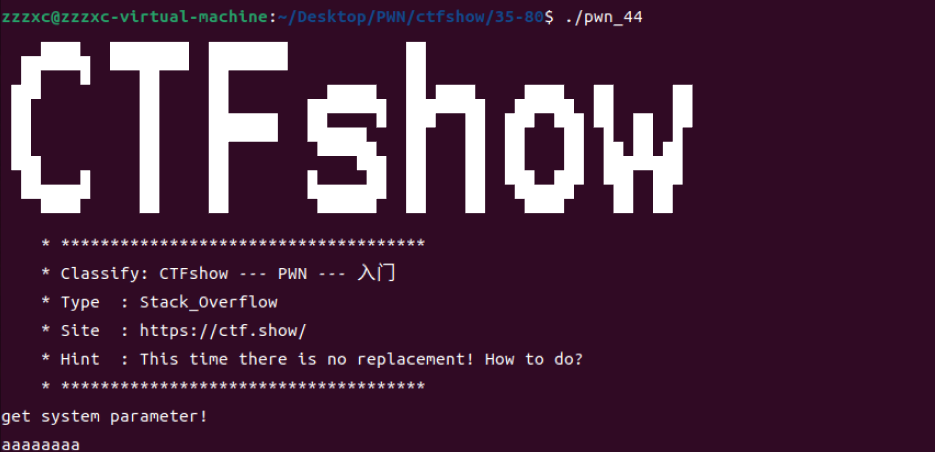 zzzxc@zzzxc-virtual-machine:~/Desktop/PWN/ctfshow/35-80$ ./pwn_44
CTFshow
* *************************************
* Classify: CTFshow --- PWN --- 入门
* Type  : Stack_Overflow
* Site  : https://ctf.show/
* Hint  : This time there is no replacement! How to do?
* *************************************
get system parameter!
aaaaaaaa